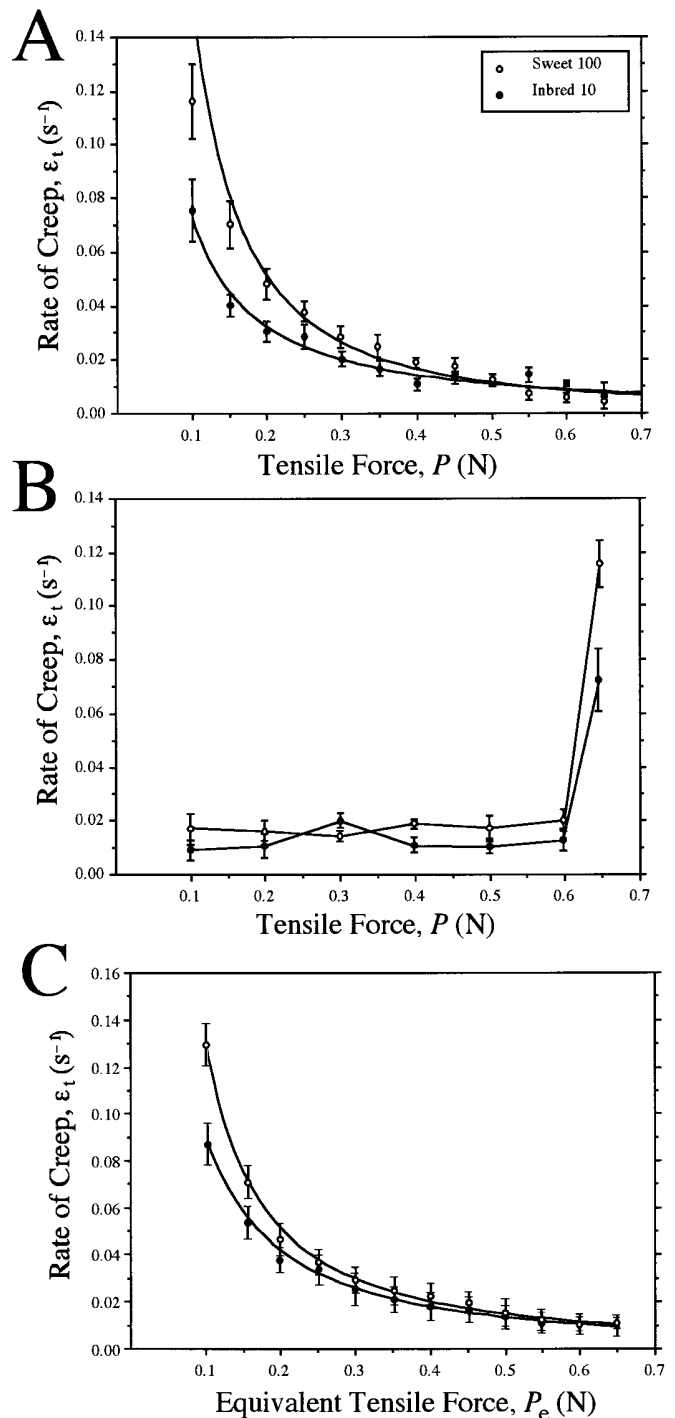 A
0.14
0.12
0.10
0.08
0.06
0.04
0.02
0.00
Rate of Creep, εt (s⁻¹)
Sweet 100
Inbred 10
0.1 0.2 0.3 0.4 0.5 0.6 0.7
Tensile Force, P (N)
B
0.14
0.12
0.10
0.08
0.06
0.04
0.02
0.00
Rate of Creep, εt (s⁻¹)
0.1 0.2 0.3 0.4 0.5 0.6 0.7
Tensile Force, P (N)
C
0.16
0.14
0.12
0.10
0.08
0.06
0.04
0.02
0.00
Rate of Creep, εt (s⁻¹)
0.1 0.2 0.3 0.4 0.5 0.6 0.7
Equivalent Tensile Force, Pe (N)